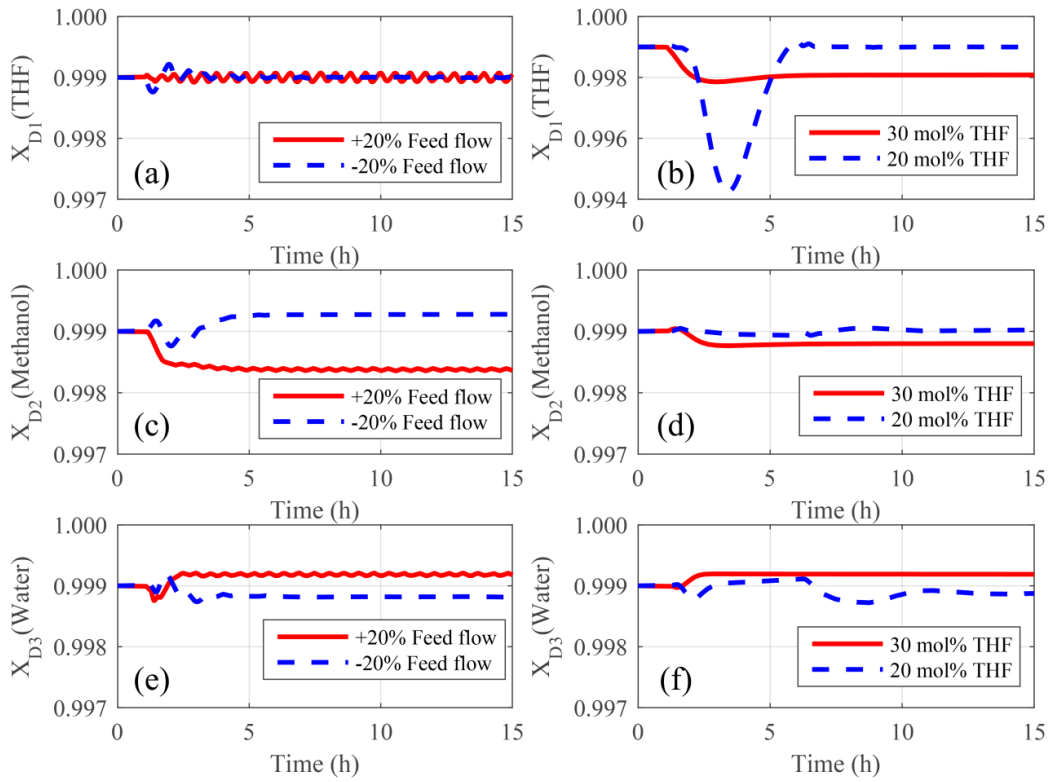 1.000
0.999
0.998
0.997
X_D1(THF)
(a)
+20% Feed flow
-20% Feed flow
0 5 10 15
Time (h)
1.000
0.998
0.996
0.994
X_D1(THF)
(b)
30 mol% THF
20 mol% THF
0 5 10 15
Time (h)
1.000
0.999
0.998
0.997
X_D2(Methanol)
(c)
+20% Feed flow
-20% Feed flow
0 5 10 15
Time (h)
1.000
0.999
0.998
0.997
X_D2(Methanol)
(d)
30 mol% THF
20 mol% THF
0 5 10 15
Time (h)
1.000
0.999
0.998
0.997
X_D3(Water)
(e)
+20% Feed flow
-20% Feed flow
0 5 10 15
Time (h)
1.000
0.999
0.998
0.997
X_D3(Water)
(f)
30 mol% THF
20 mol% THF
0 5 10 15
Time (h)